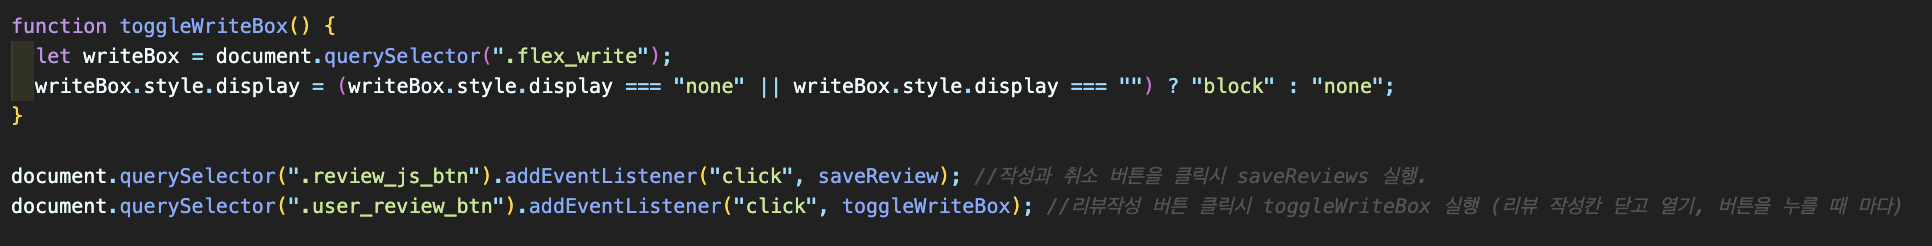 function toggleWriteBox() {
  let writeBox = document.querySelector(".flex_write");
  writeBox.style.display = (writeBox.style.display === "none" || writeBox.style.display === "") ? "block" : "none";
}
document.querySelector(".review_js_btn").addEventListener("click", saveReview); //작성과 취소 버튼을 클릭시 saveReviews 실행.
document.querySelector(".user_review_btn").addEventListener("click", toggleWriteBox); //리뷰작성 버튼 클릭시 toggleWriteBox 실행 (리뷰 작성칸 닫고 열기, 버튼을 누를 때 마다)